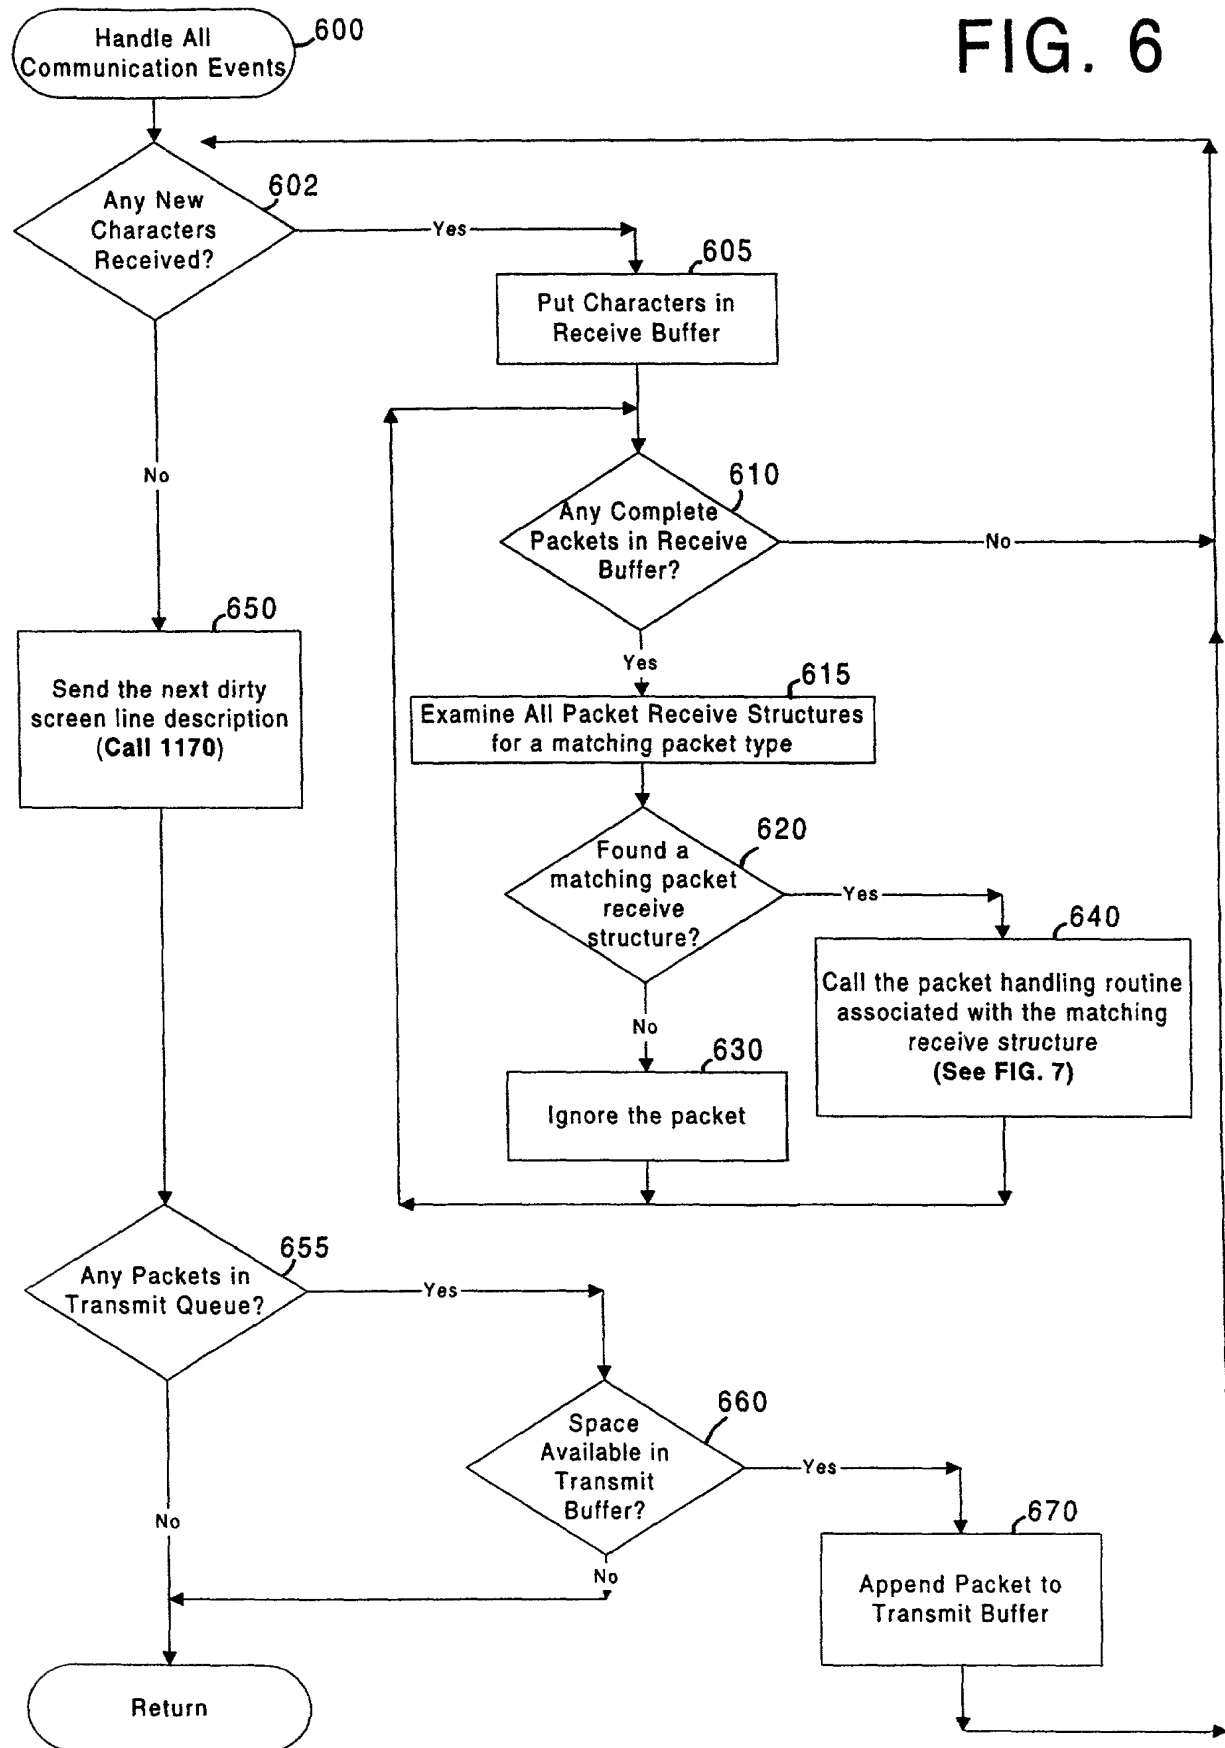 FIG. 6
Handle All
Communication Events
600
Any New
Characters
Received?
602
Yes
No
605
Put Characters in
Receive Buffer
610
Any Complete
Packets in Receive
Buffer?
No
Yes
615
Examine All Packet Receive Structures
for a matching packet type
650
Send the next dirty
screen line description
(Call 1170)
620
Found a
matching packet
receive
structure?
Yes
No
640
Call the packet handling routine
associated with the matching
receive structure
(See FIG. 7)
630
Ignore the packet
655
Any Packets in
Transmit Queue?
Yes
No
660
Space
Available in
Transmit
Buffer?
Yes
No
670
Append Packet to
Transmit Buffer
Return